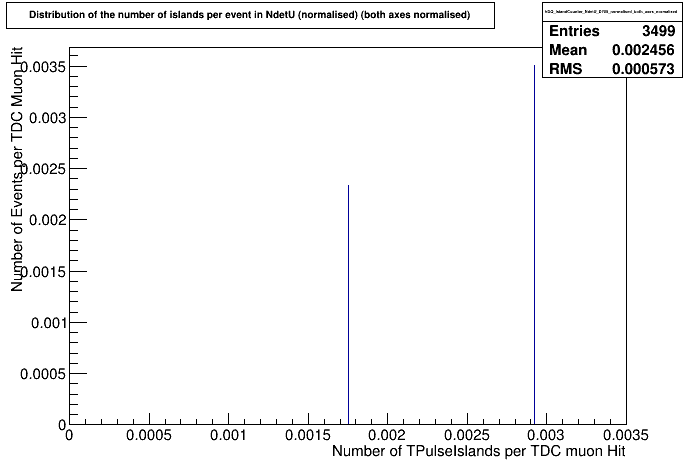 Distribution of the number of islands per event in NdetU (normalised) (both axes normalised)
Entries 3499
Mean 0.002456
RMS 0.000573
Number of Events per TDC Muon Hit
0.0035
0.003
0.0025
0.002
0.0015
0.001
0.0005
0
0 0.0005 0.001 0.0015 0.002 0.0025 0.003 0.0035
Number of TPulseIslands per TDC muon Hit